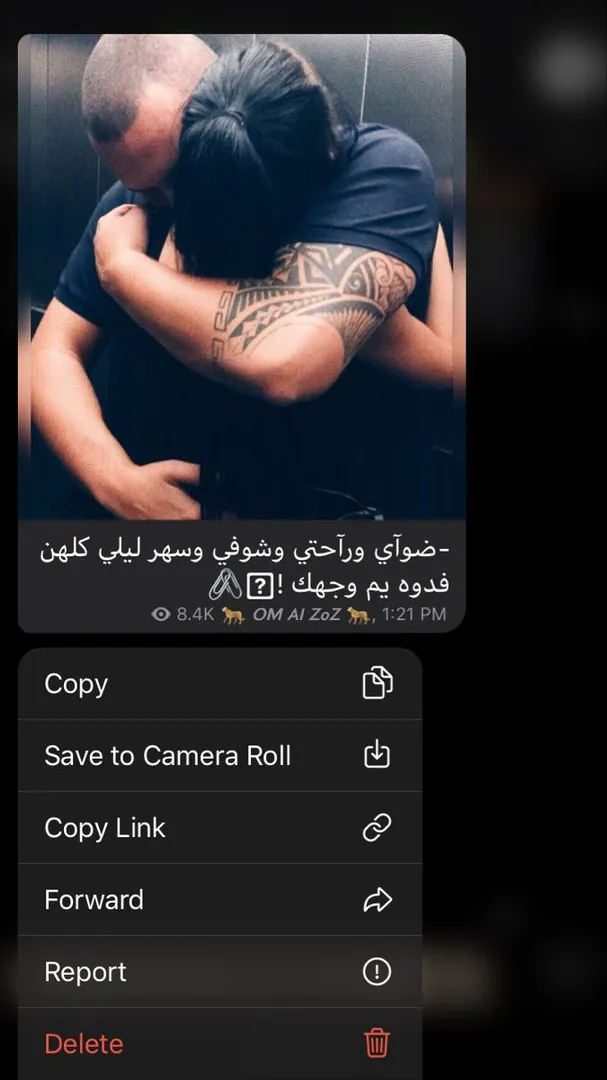 -ضوآي ورآحتي وشوفي وسهر ليلي كلهن
فدوه يم وجهك !🖇️
8.4K 🐆 OM Al ZoZ 🐆, 1:21 PM
Copy
Save to Camera Roll
Copy Link
Forward
Report
Delete